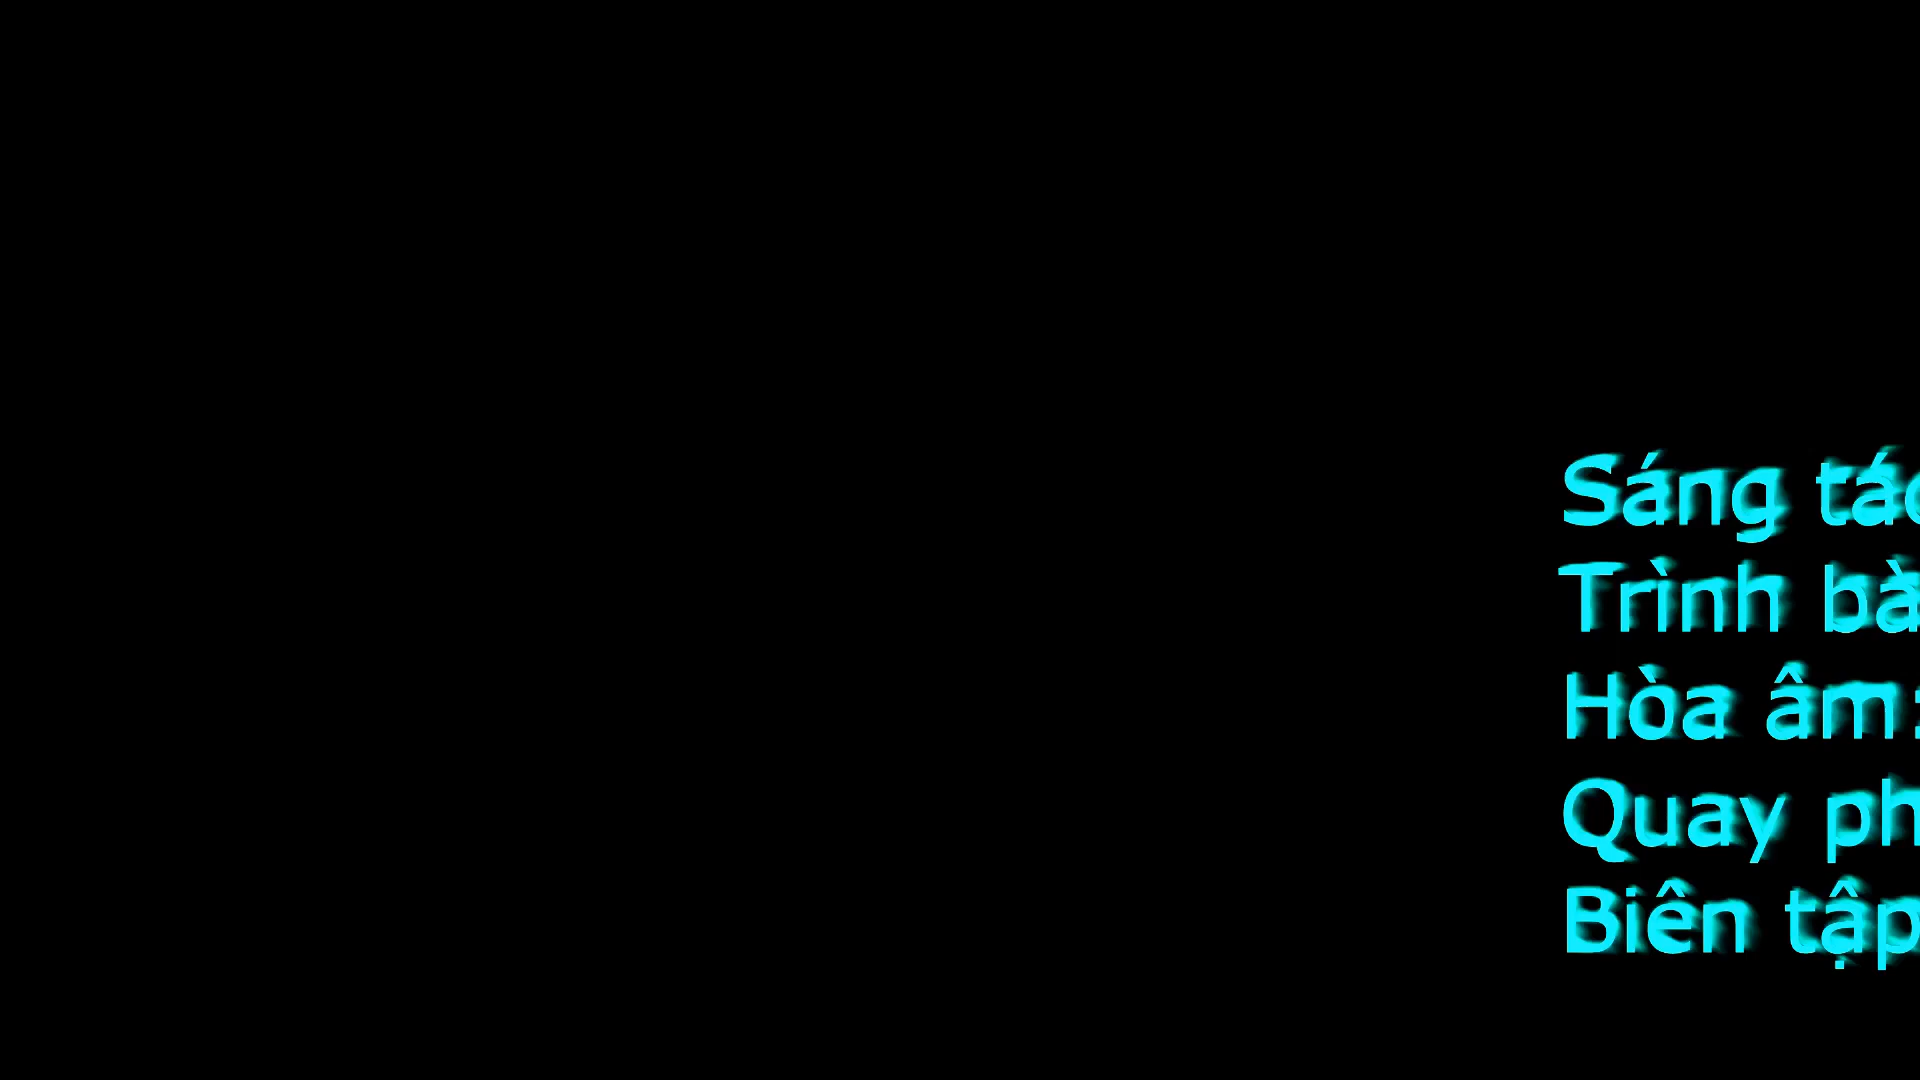 Sáng tác
Trình bà
Hòa âm:
Quay ph
Biên tập